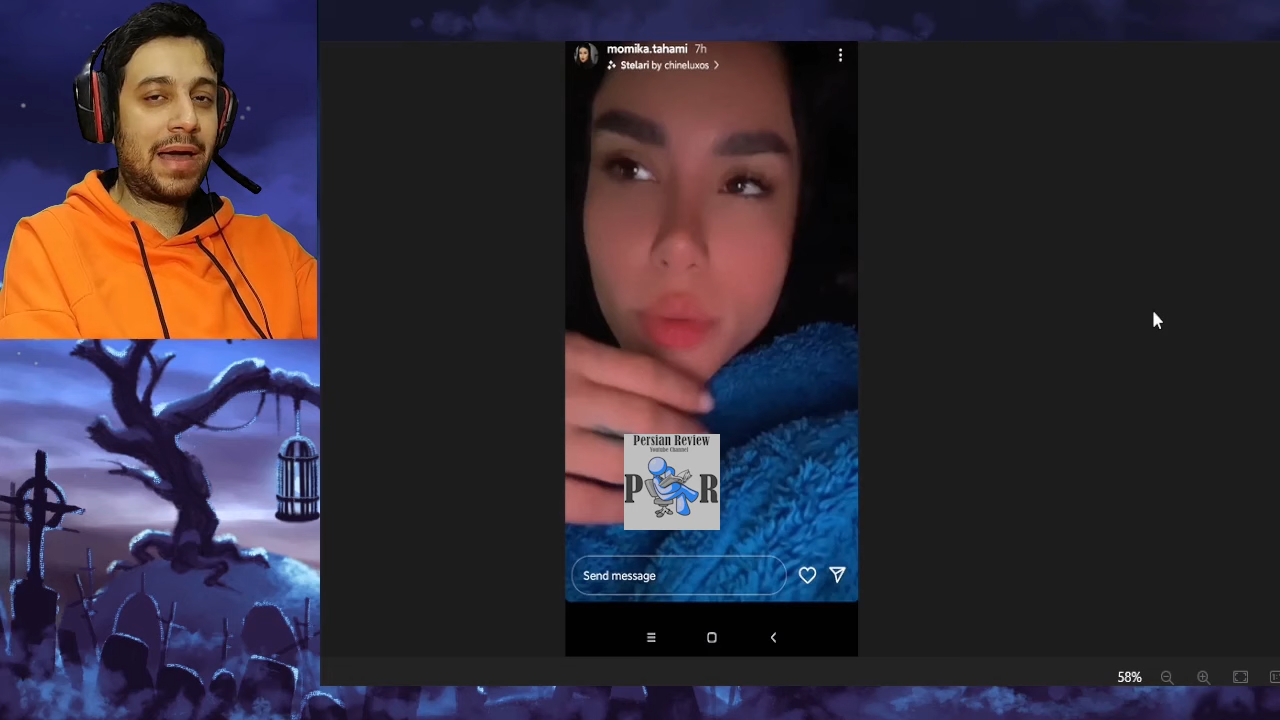 momika.tahami 7h
Stelari by chineluxos >
Persian Review
Youtube Channel
P R
Send message
58%